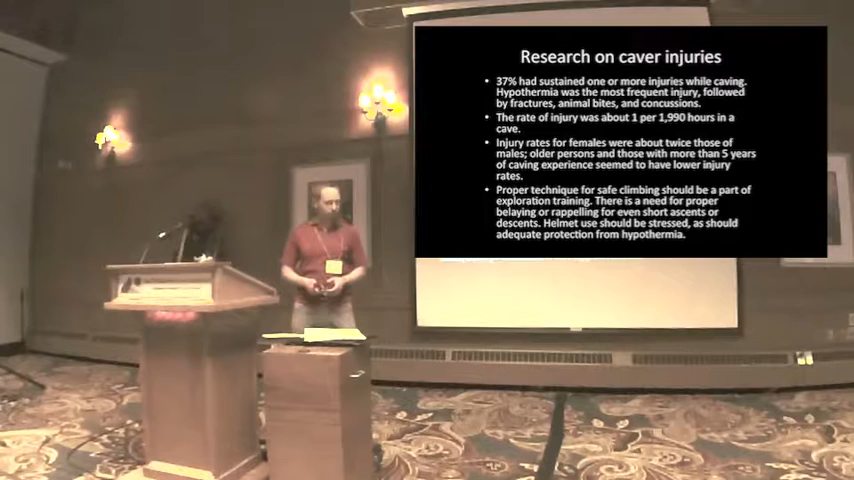 Research on caver injuries
• 37% had sustained one or more injuries while caving.
Hypothermia was the most frequent injury, followed
by fractures, animal bites, and concussions.
• The rate of injury was about 1 per 1,990 hours in a
cave.
• Injury rates for females were about twice those of
males; older persons and those with more than 5 years
of caving experience seemed to have lower injury
rates.
• Proper technique for safe climbing should be a part of
exploration training. There is a need for proper
belaying or rappelling for even short ascents or
descents. Helmet use should be stressed, as should
adequate protection from hypothermia.